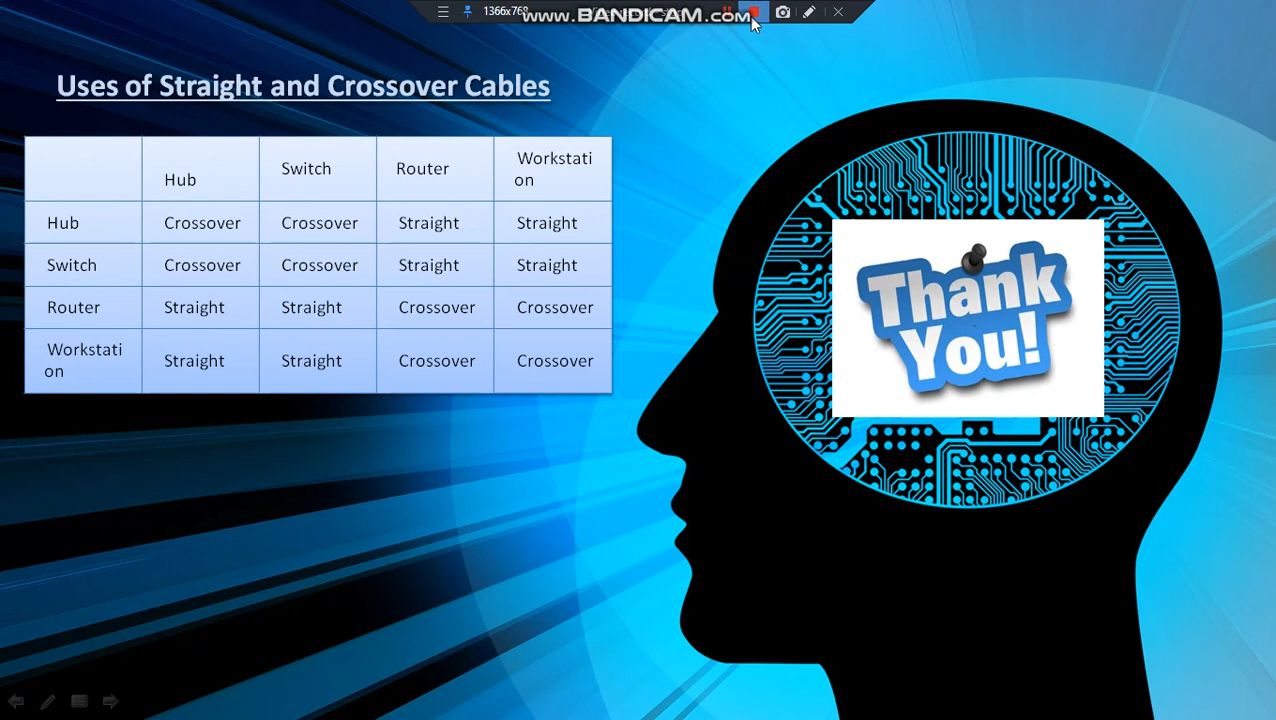 1366x768
www.BANDICAM.com
Uses of Straight and Crossover Cables
Hub Switch Router Workstati
on
Hub Crossover Crossover Straight Straight
Switch Crossover Crossover Straight Straight
Router Straight Straight Crossover Crossover
Workstati
on Straight Straight Crossover Crossover
Thank
You!